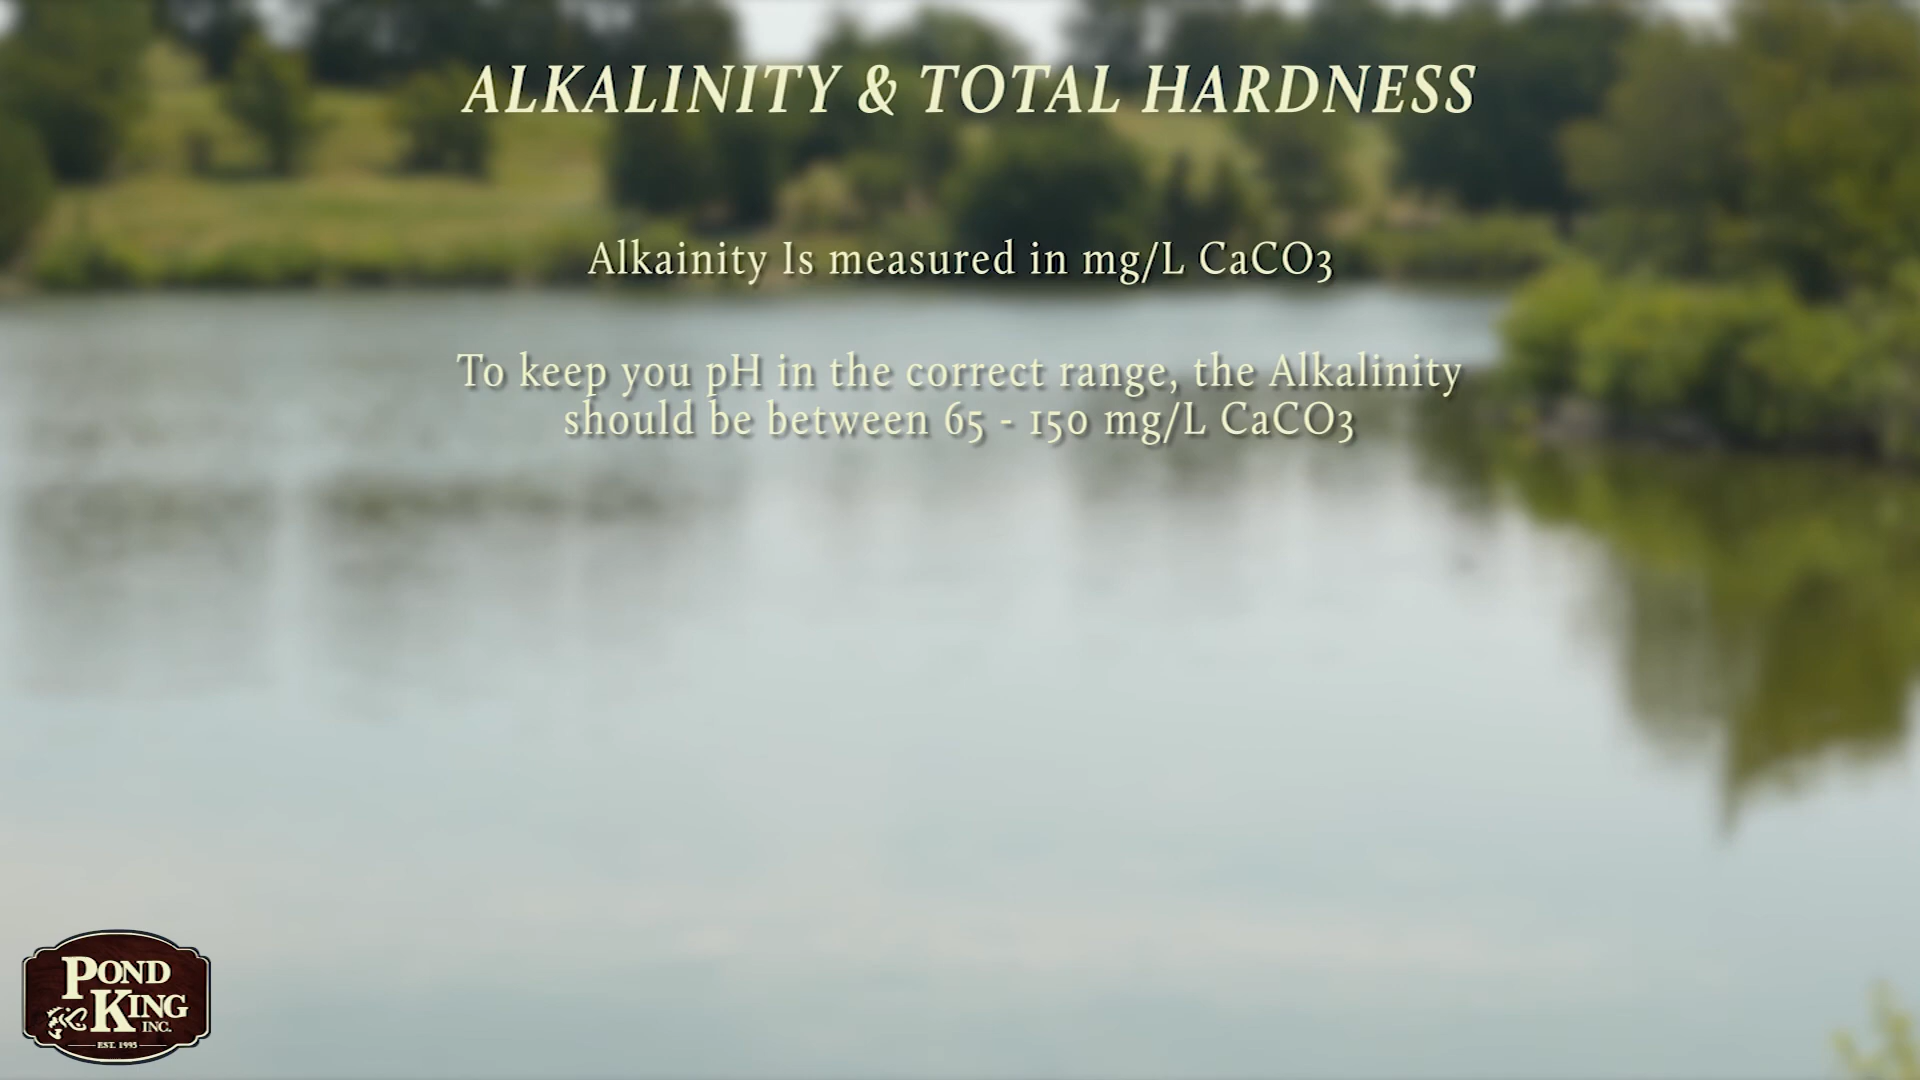 ALKALINITY & TOTAL HARDNESS
Alkainity Is measured in mg/L CaCO3
To keep you pH in the correct range, the Alkalinity
should be between 65 - 150 mg/L CaCO3
POND
KING
INC.
EST. 1995